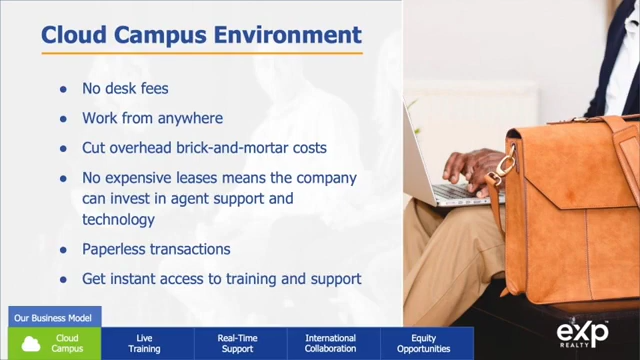 Cloud Campus Environment
● No desk fees
● Work from anywhere
● Cut overhead brick-and-mortar costs
● No expensive leases means the company
can invest in agent support and
technology
● Paperless transactions
● Get instant access to training and support
Our Business Model
Cloud
Campus
Live
Training
Real-Time
Support
International
Collaboration
Equity
Opportunities
eXp
REALTY